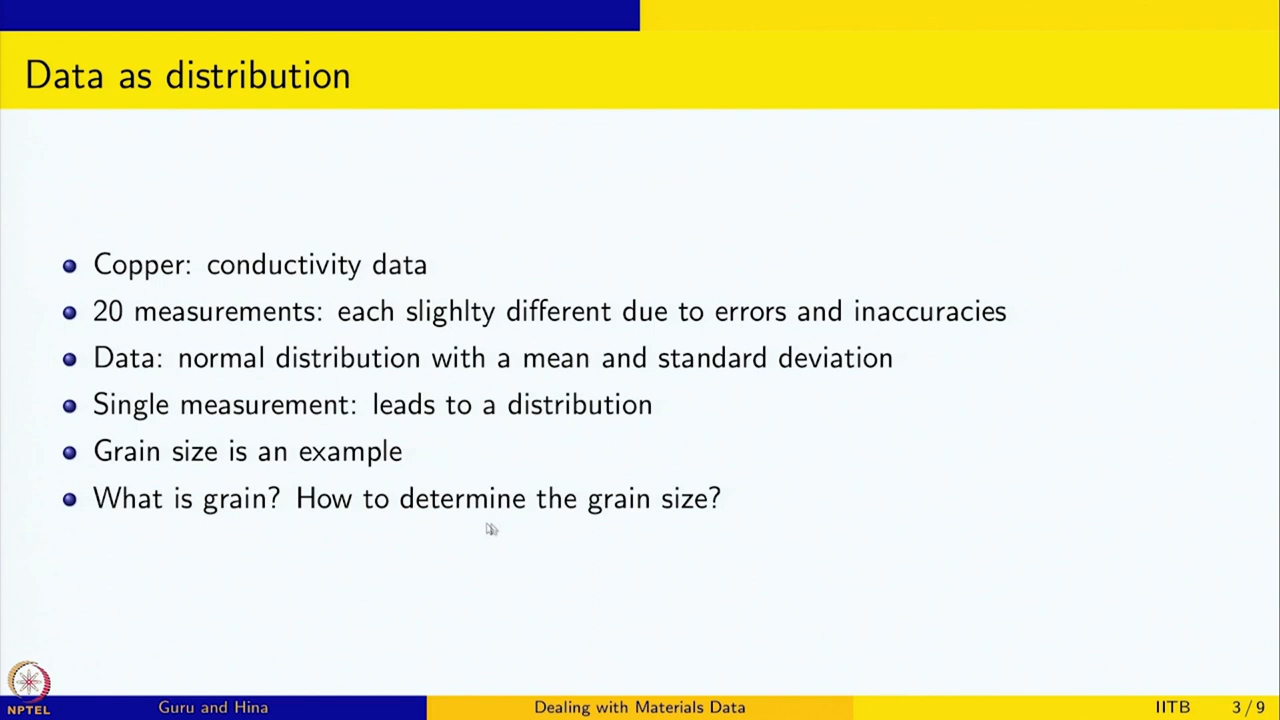 Data as distribution
Copper: conductivity data
20 measurements: each slighlty different due to errors and inaccuracies
Data: normal distribution with a mean and standard deviation
Single measurement: leads to a distribution
Grain size is an example
What is grain? How to determine the grain size?
NPTEL
Guru and Hina
Dealing with Materials Data
IITB
3 / 9